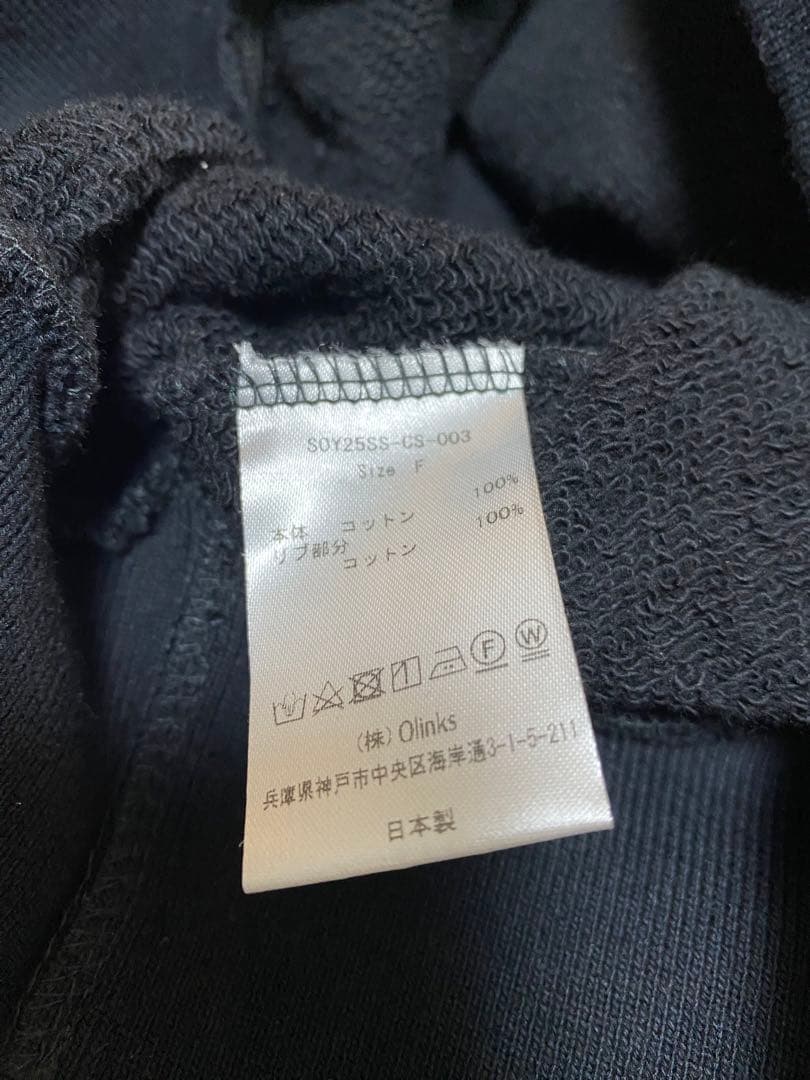 SOY25SS-CS-003
Size F
本体 コットン 100%
リブ部分
コットン 100%
F W
(株) Olinks
兵庫県神戸市中央区海岸通3-1-5-211
日本製